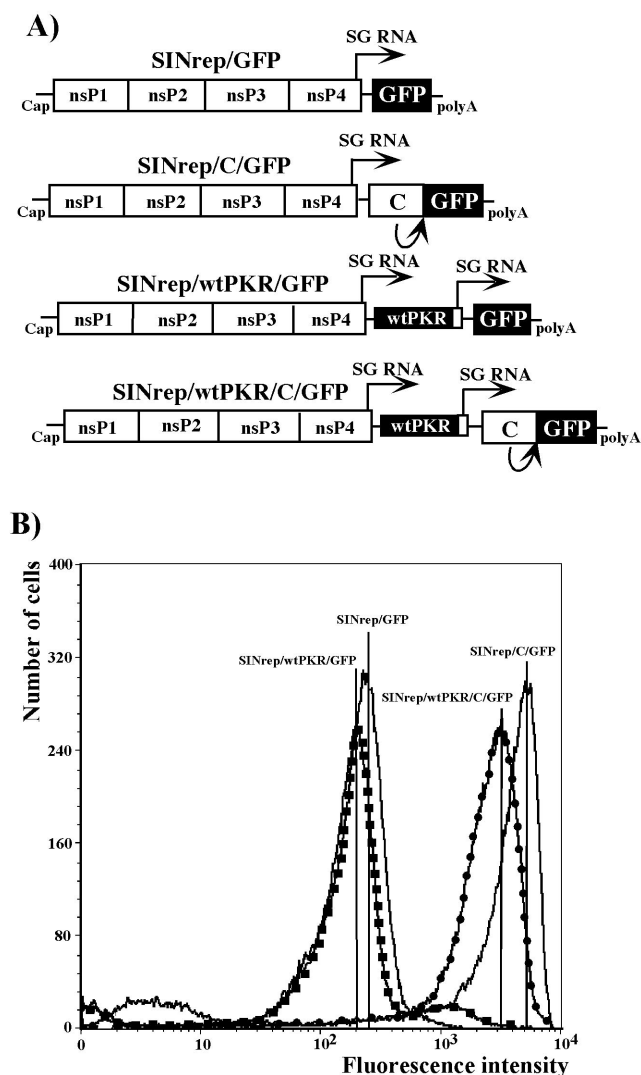 A)
SINrep/GFP
SG RNA
Cap nsP1 nsP2 nsP3 nsP4 GFP polyA
SINrep/C/GFP
SG RNA
Cap nsP1 nsP2 nsP3 nsP4 C GFP polyA
SINrep/wtPKR/GFP
SG RNA SG RNA
Cap nsP1 nsP2 nsP3 nsP4 wtPKR GFP polyA
SINrep/wtPKR/C/GFP
SG RNA SG RNA
Cap nsP1 nsP2 nsP3 nsP4 wtPKR C GFP polyA
B)
Number of cells
400
320
240
160
80
0
SINrep/GFP
SINrep/wtPKR/GFP
SINrep/C/GFP
SINrep/wtPKR/C/GFP
0 10 10² 10³ 10⁴
Fluorescence intensity